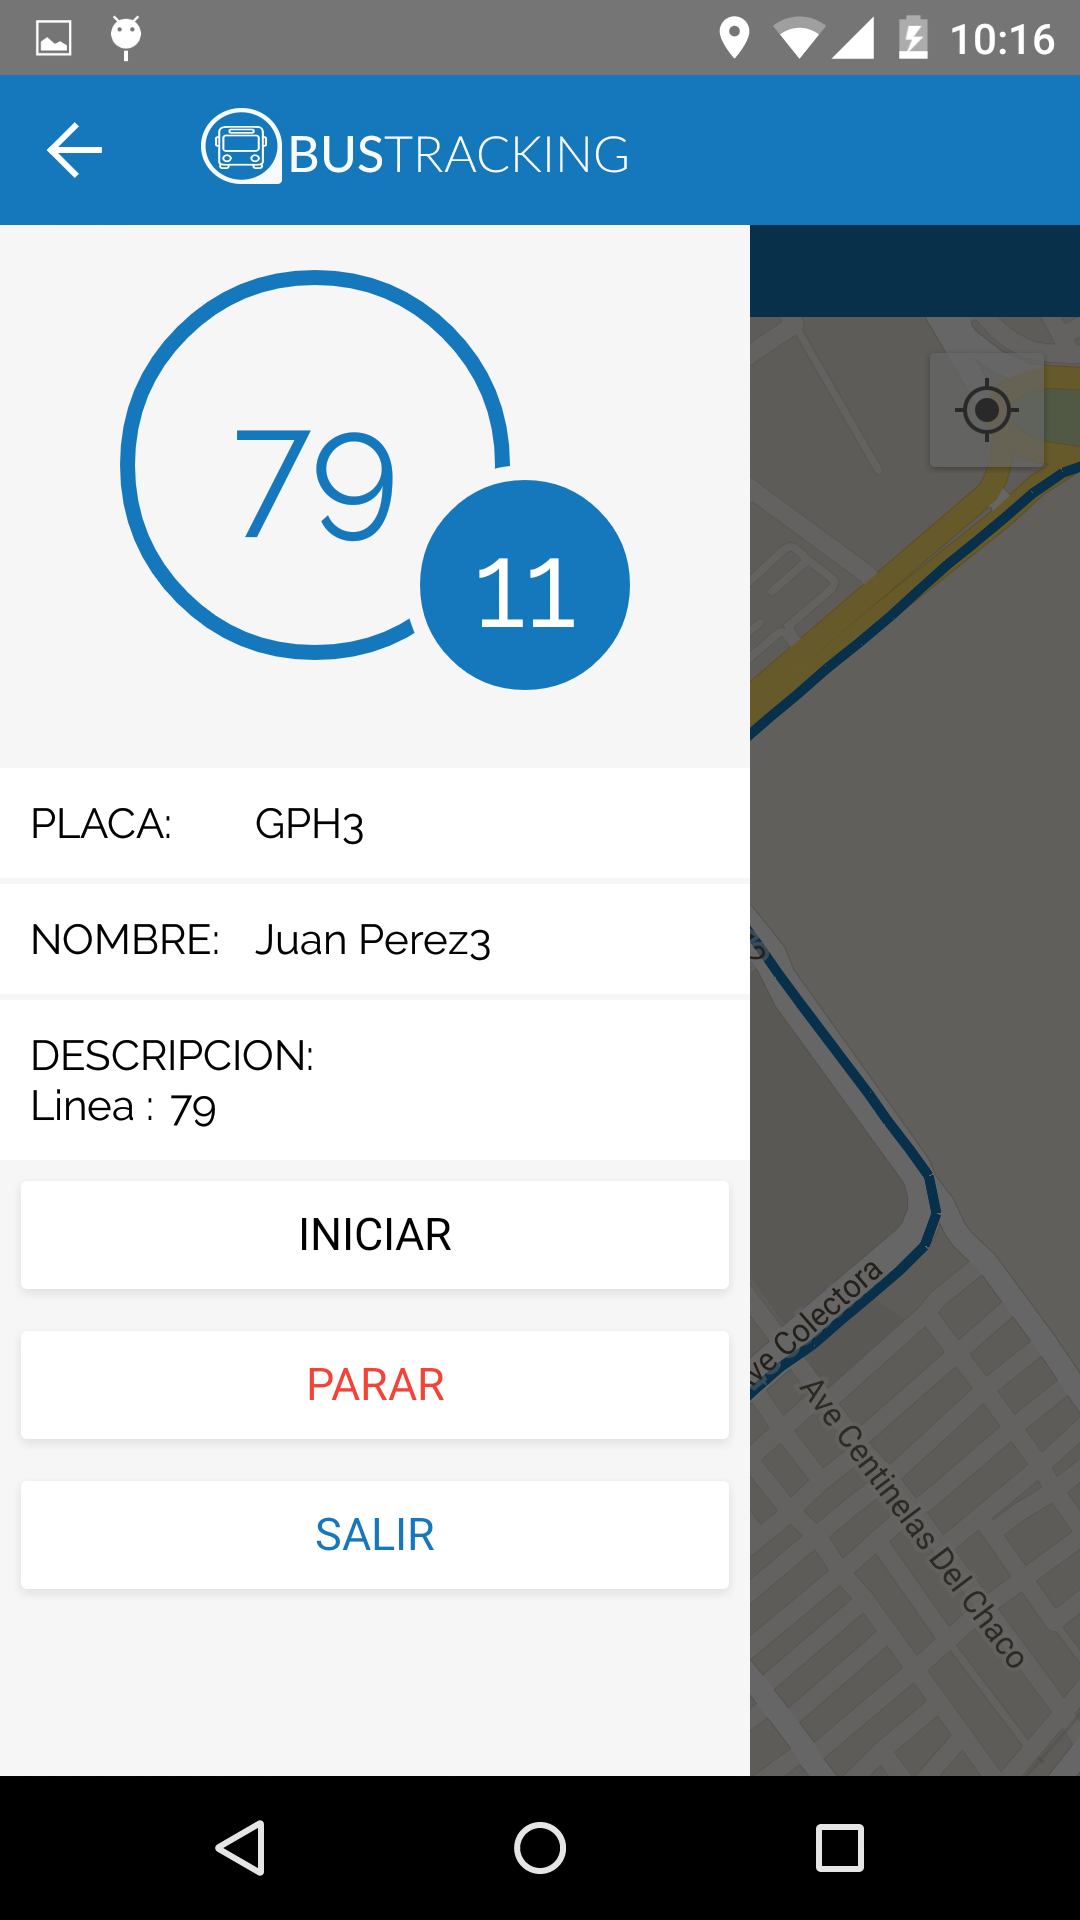 10:16
BUSTRACKING
79
11
PLACA: GPH3
NOMBRE: Juan Perez3
DESCRIPCION:
Linea : 79
INICIAR
PARAR
SALIR
Ave Colectora
Ave Centinelas Del Chaco